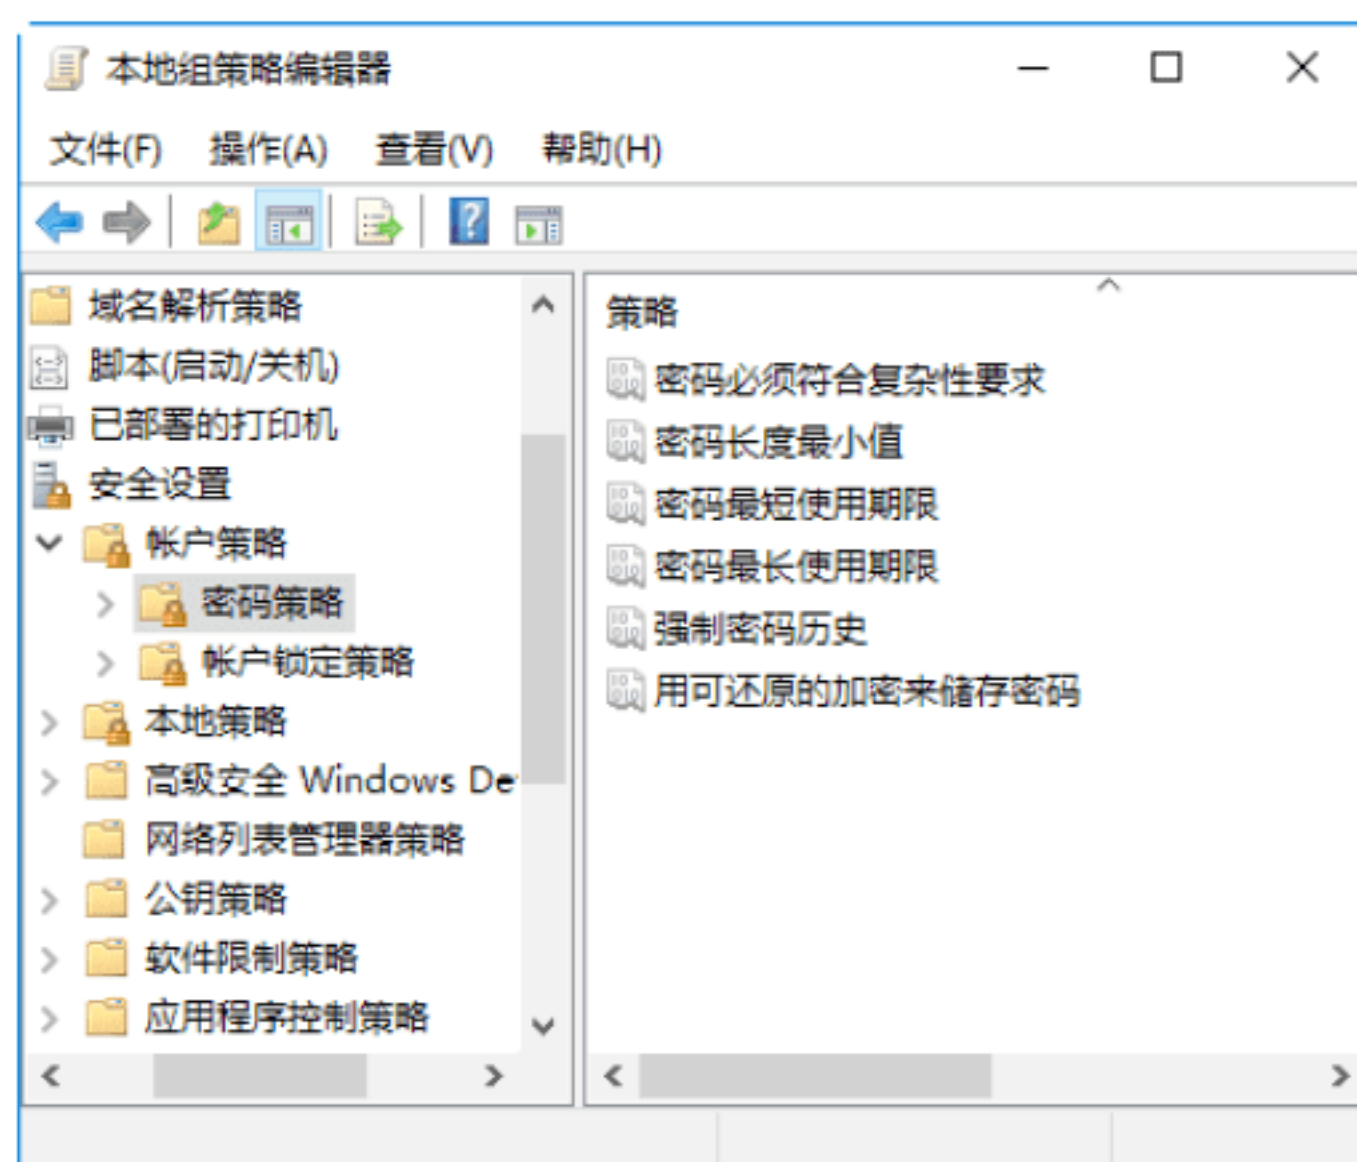 本地组策略编辑器
文件(F) 操作(A) 查看(V) 帮助(H)
域名解析策略
脚本(启动/关机)
已部署的打印机
安全设置
帐户策略
密码策略
帐户锁定策略
本地策略
高级安全 Windows De
网络列表管理器策略
公钥策略
软件限制策略
应用程序控制策略
策略
密码必须符合复杂性要求
密码长度最小值
密码最短使用期限
密码最长使用期限
强制密码历史
用可还原的加密来储存密码